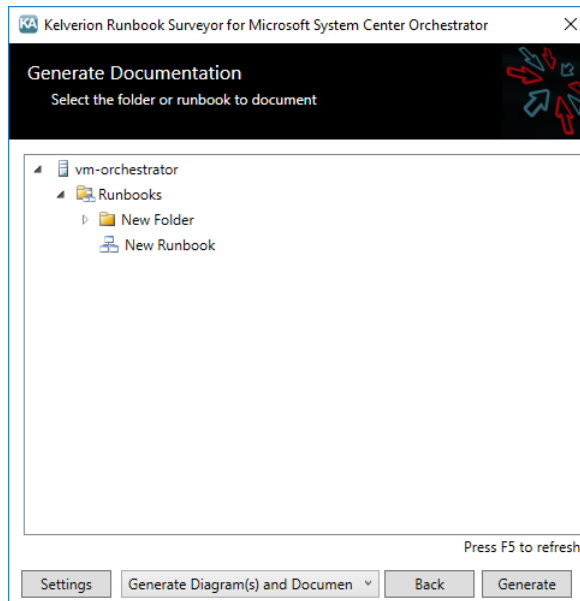 KA Kelverion Runbook Surveyor for Microsoft System Center Orchestrator
Generate Documentation
Select the folder or runbook to document
vm-orchestrator
Runbooks
New Folder
New Runbook
Press F5 to refresh
Settings
Generate Diagram(s) and Documen
Back
Generate